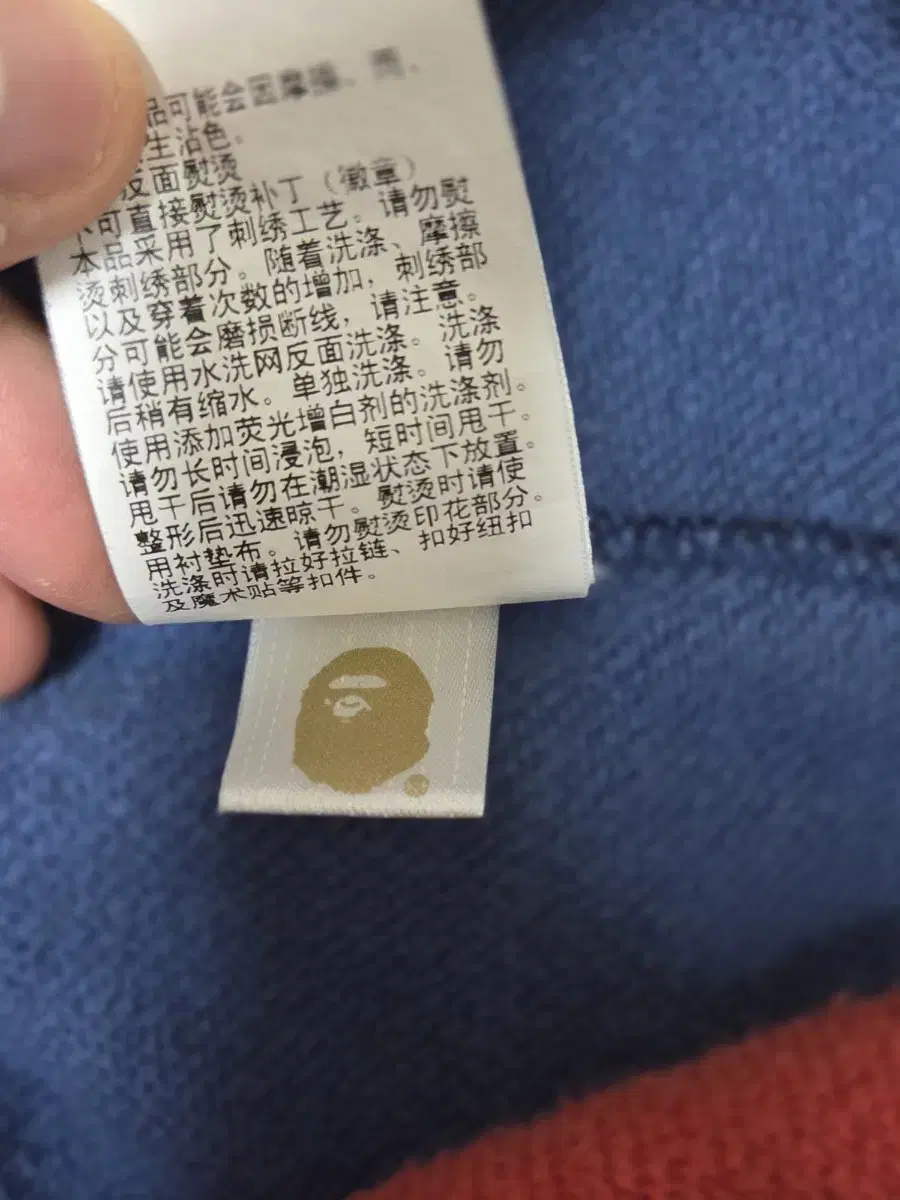 品可能会因摩擦、雨、
生沾色。
反面熨烫
不可直接熨烫补丁（徽章）
本品采用了刺绣工艺。请勿熨
烫刺绣部分。随着洗涤、摩擦
以及穿着次数的增加，刺绣部
分可能会磨损断线，请注意。
请使用水洗网反面洗涤。洗涤
后稍有缩水。单独洗涤。请勿
使用添加荧光增白剂的洗涤剂。
请勿长时间浸泡，短时间甩干。
甩干后请勿在潮湿状态下放置。
整形后迅速晾干。熨烫时请使
用衬垫布。请勿熨烫印花部分。
洗涤时请拉好拉链、扣好纽扣
及魔术贴等扣件。